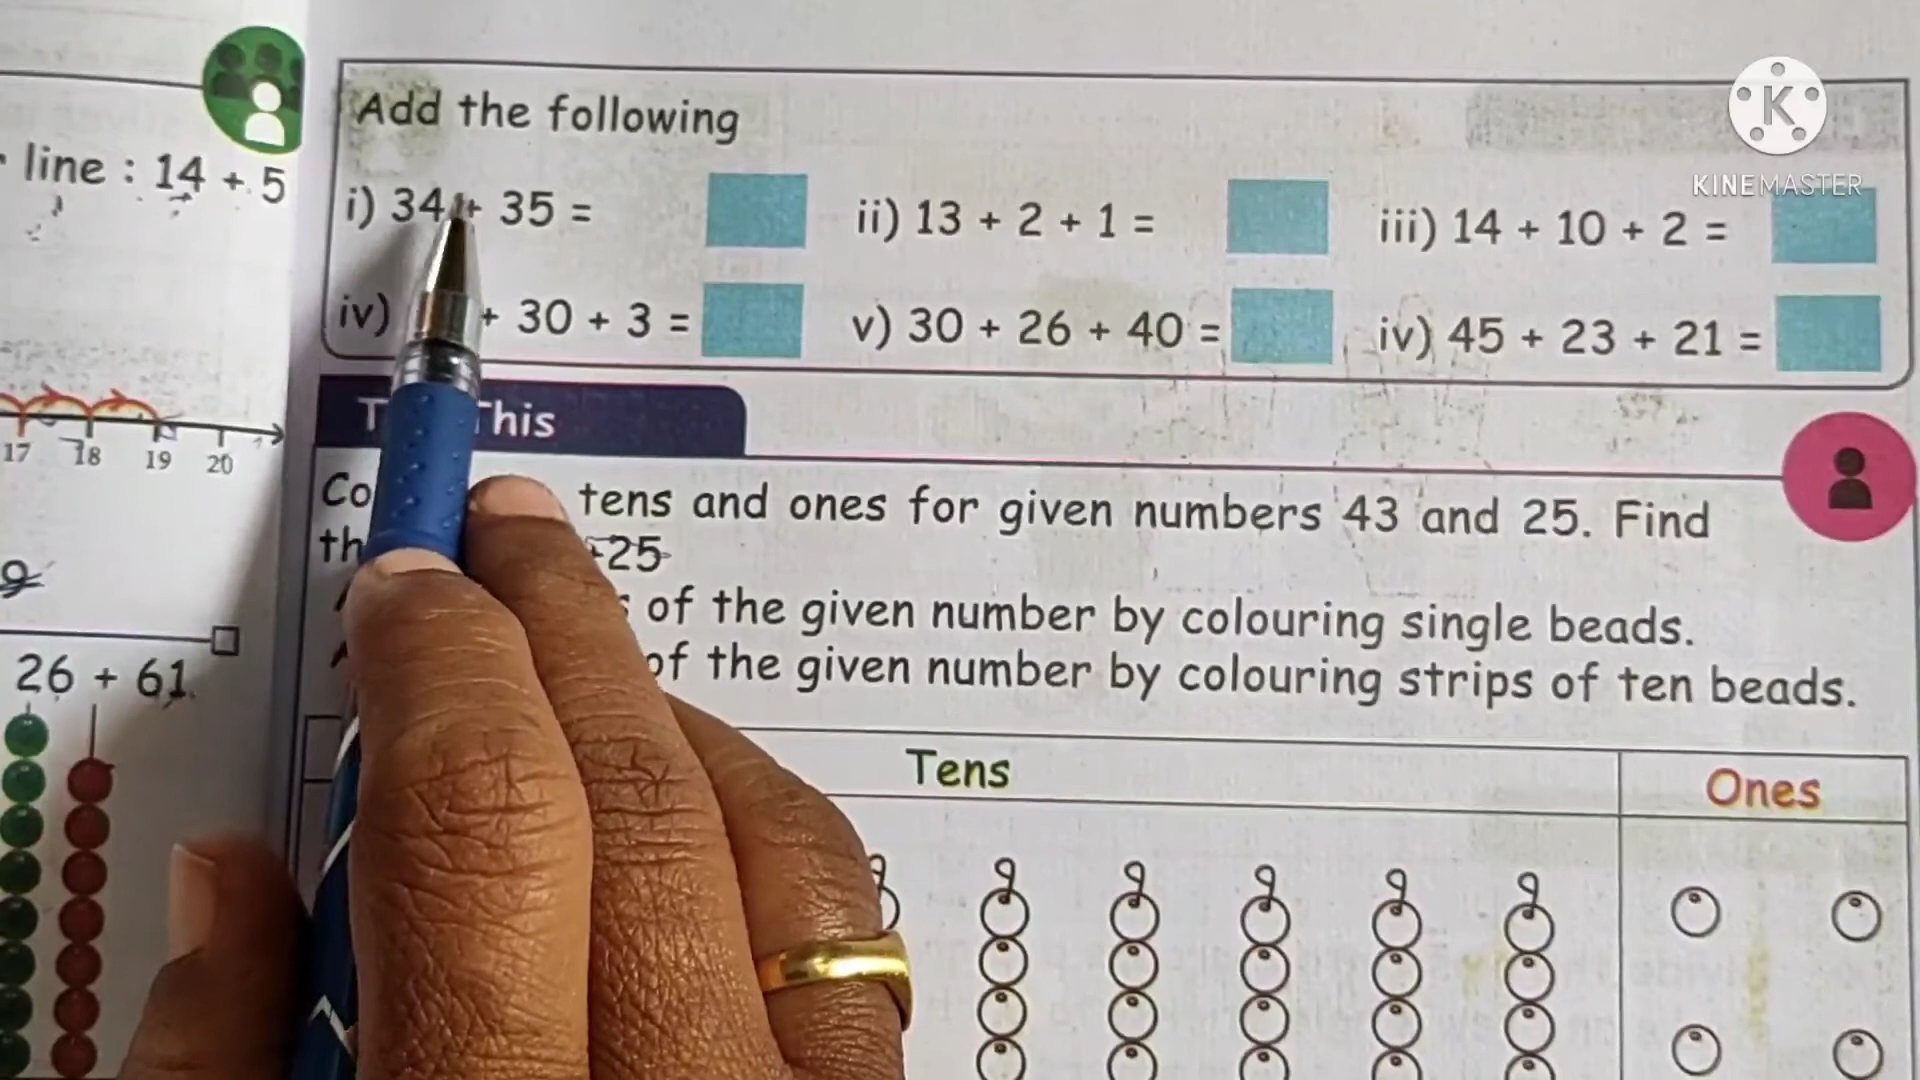 line : 14 + 5
17 18 19 20
26 + 61
Add the following
i) 34 + 35 =
ii) 13 + 2 + 1 =
iii) 14 + 10 + 2 =
iv) + 30 + 3 =
v) 30 + 26 + 40 =
iv) 45 + 23 + 21 =
This
tens and ones for given numbers 43 and 25. Find
25
of the given number by colouring single beads.
of the given number by colouring strips of ten beads.
Tens
Ones
K
KINEMASTER